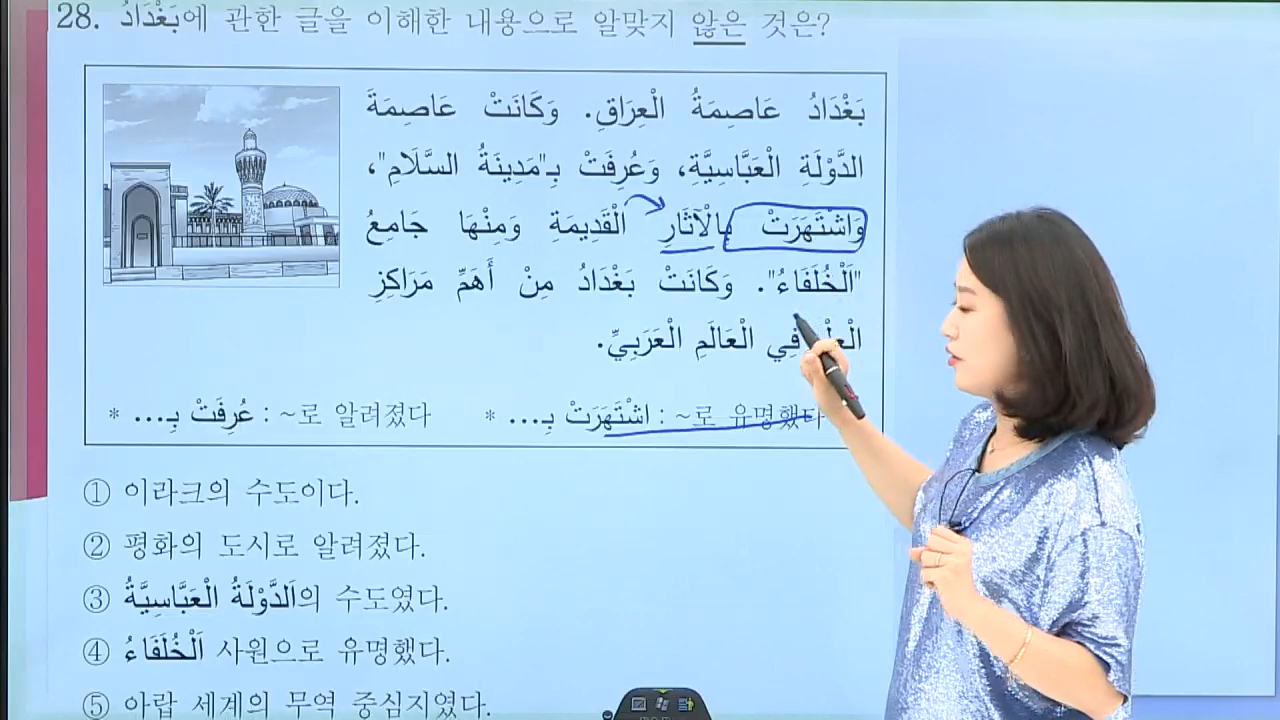 28. بَغْدَادُ에 관한 글을 이해한 내용으로 알맞지 않은 것은?
بَغْدَادُ عَاصِمَةُ الْعِرَاقِ. وَكَانَتْ عَاصِمَةَ
الدَّوْلَةِ الْعَبَّاسِيَّةِ، وَعُرِفَتْ بِـ"مَدِينَةُ السَّلَامِ"،
وَاشْتَهَرَتْ بِالْآثَارِ الْقَدِيمَةِ وَمِنْهَا جَامِعُ
"اَلْخُلَفَاءُ". وَكَانَتْ بَغْدَادُ مِنْ أَهَمِّ مَرَاكِزِ
فِي الْعَالَمِ الْعَرَبِيِّ.
* عُرِفَتْ بِـ... : ~로 알려졌다 * اشْتَهَرَتْ بِـ... : ~로 유명했다
① 이라크의 수도이다.
② 평화의 도시로 알려졌다.
③ اَلدَّوْلَةُ الْعَبَّاسِيَّةُ의 수도였다.
④ اَلْخُلَفَاءُ 사원으로 유명했다.
⑤ 아랍 세계의 무역 중심지였다.